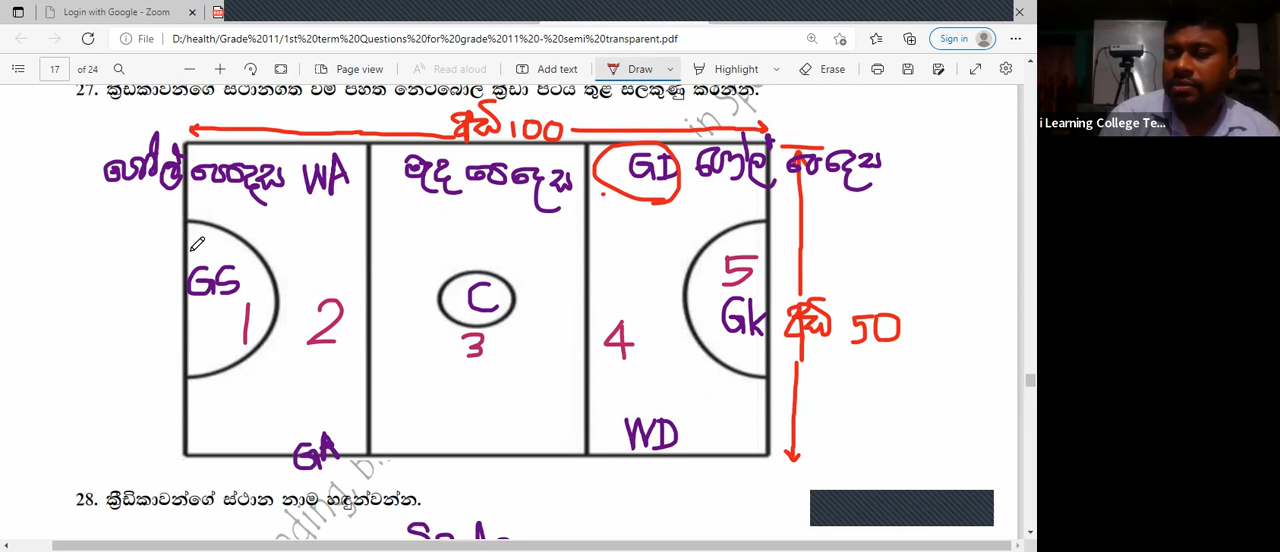 Login with Google - Zoom
File D:/health/Grade%2011/1st%20term%20Questions%20for%20grade%2011%20-%20semi%20transparent.pdf Sign in
17 of 24 Page view Read aloud Add text Draw Highlight Erase
27. ක්‍රීඩිකාවන්ගේ ස්ථානගත වීම පහත නෙට්බෝල් ක්‍රීඩා පිටිය තුළ සලකුණු කරන්න.
අඩි 100
ගෝල් පෙදෙස WA මැද පෙදෙස GD ගෝල් පෙදෙස
GS C 5
1 2 3 4 Gk අඩි 50
GA WD
28. ක්‍රීඩිකාවන්ගේ ස්ථාන නාම හඳුන්වන්න.
i Learning College Te...